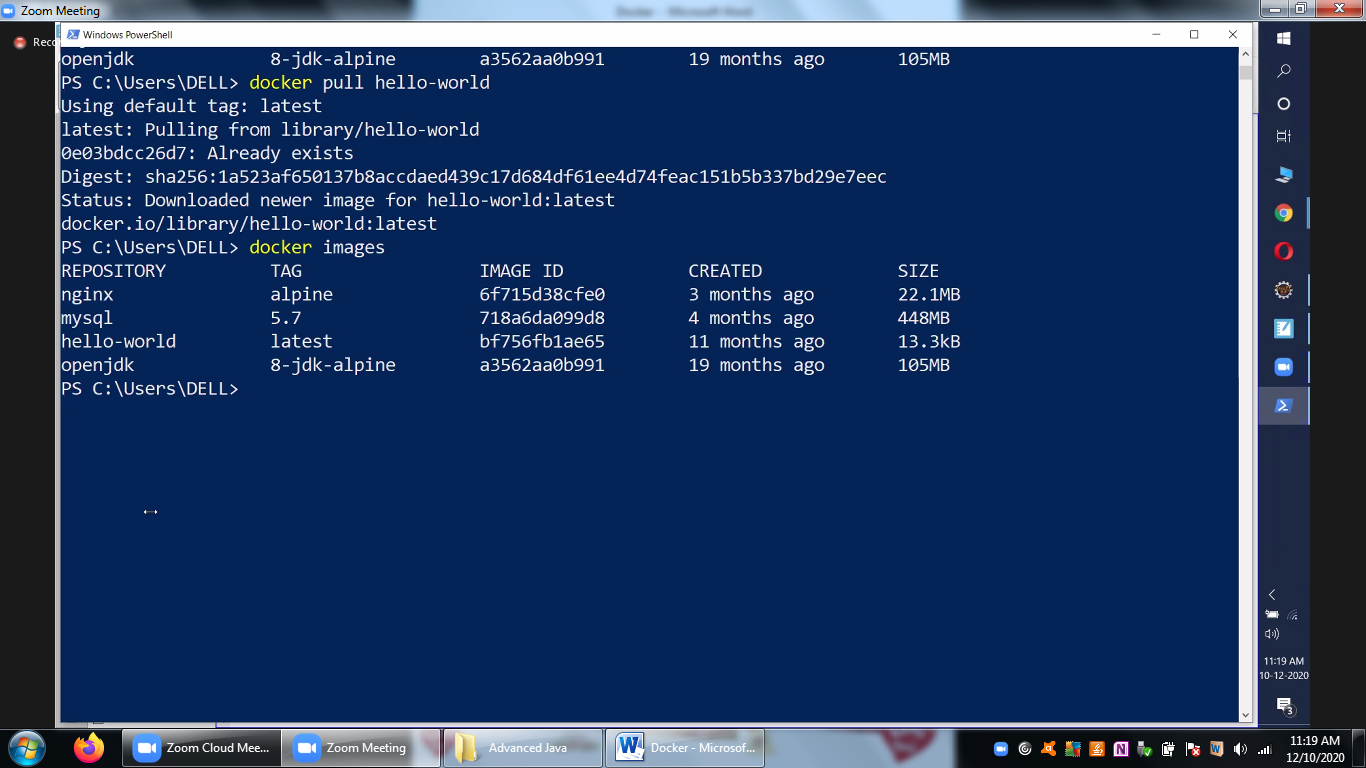 Zoom Meeting
Docker - Microsoft Word
Reco
Windows PowerShell
openjdk 8-jdk-alpine a3562aa0b991 19 months ago 105MB
PS C:\Users\DELL> docker pull hello-world
Using default tag: latest
latest: Pulling from library/hello-world
0e03bdcc26d7: Already exists
Digest: sha256:1a523af650137b8accdaed439c17d684df61ee4d74feac151b5b337bd29e7eec
Status: Downloaded newer image for hello-world:latest
docker.io/library/hello-world:latest
PS C:\Users\DELL> docker images
REPOSITORY TAG IMAGE ID CREATED SIZE
nginx alpine 6f715d38cfe0 3 months ago 22.1MB
mysql 5.7 718a6da099d8 4 months ago 448MB
hello-world latest bf756fb1ae65 11 months ago 13.3kB
openjdk 8-jdk-alpine a3562aa0b991 19 months ago 105MB
PS C:\Users\DELL>
11:19 AM
10-12-2020
3
Zoom Cloud Mee... Zoom Meeting Advanced Java Docker - Microsof... 11:19 AM
12/10/2020